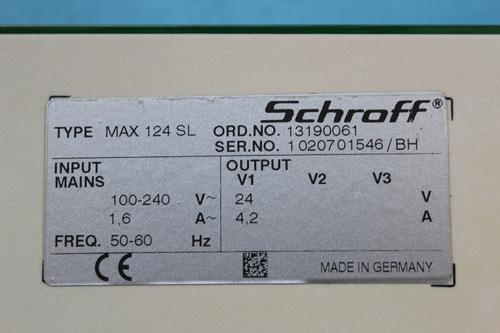 Schroff®
TYPE MAX 124 SL ORD.NO. 13190061
SER.NO. 1020701546/BH
INPUT OUTPUT
MAINS V1 V2 V3
100-240 V~ 24 V
1,6 A~ 4,2 A
FREQ. 50-60 Hz
CE MADE IN GERMANY